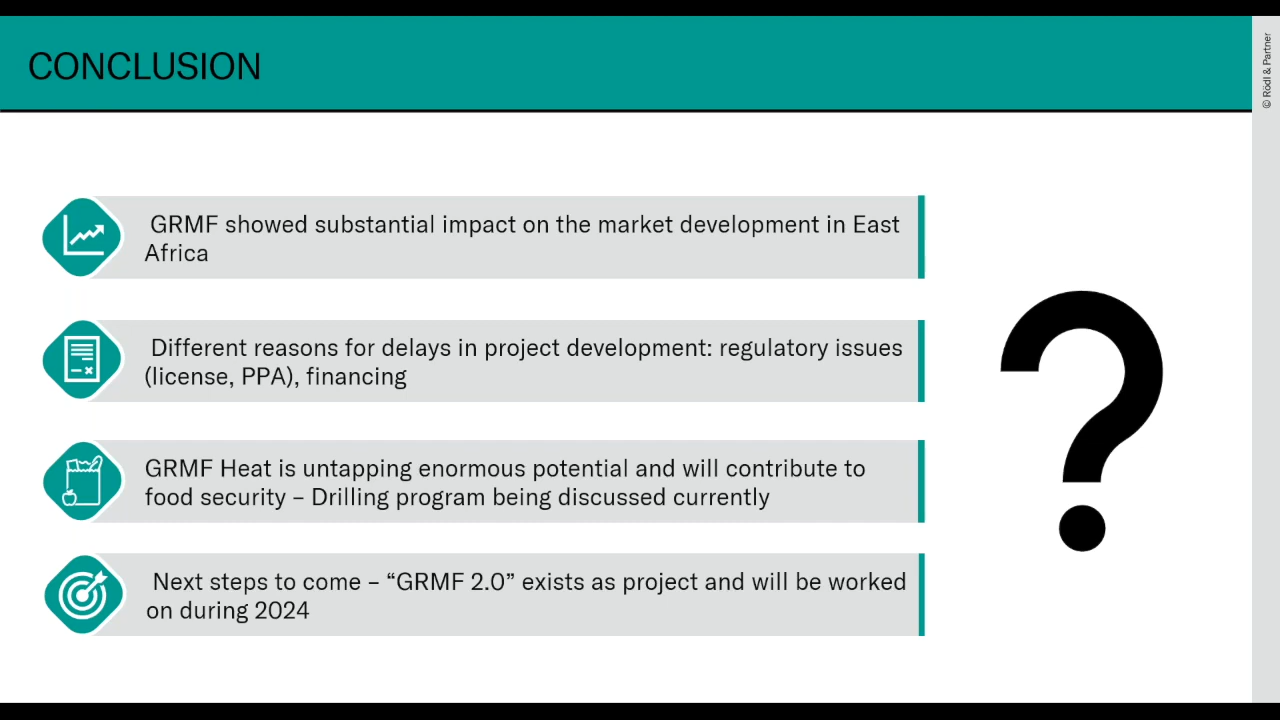 CONCLUSION
© Rödl & Partner
GRMF showed substantial impact on the market development in East
Africa
Different reasons for delays in project development: regulatory issues
(license, PPA), financing
GRMF Heat is untapping enormous potential and will contribute to
food security – Drilling program being discussed currently
Next steps to come – “GRMF 2.0” exists as project and will be worked
on during 2024
?